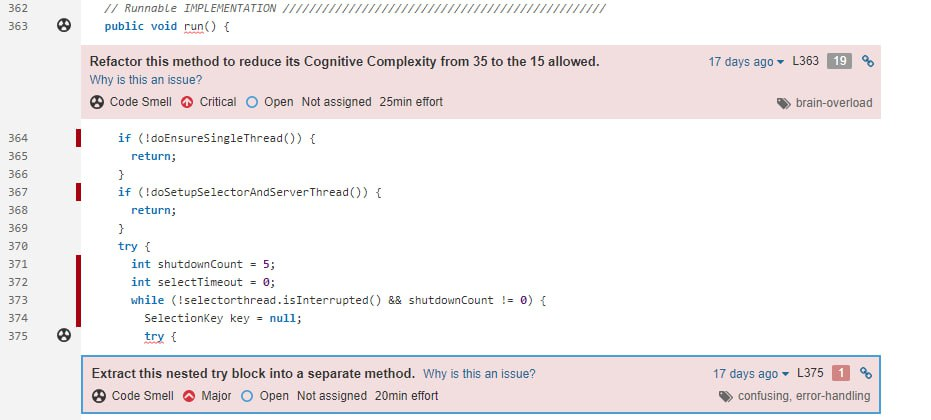 362 // Runnable IMPLEMENTATION /////////////////////////////////////////////////
363 public void run() {
Refactor this method to reduce its Cognitive Complexity from 35 to the 15 allowed. 17 days ago L363 19
Why is this an issue?
Code Smell Critical Open Not assigned 25min effort brain-overload
364 if (!doEnsureSingleThread()) {
365 return;
366 }
367 if (!doSetupSelectorAndServerThread()) {
368 return;
369 }
370 try {
371 int shutdownCount = 5;
372 int selectTimeout = 0;
373 while (!selectorthread.isInterrupted() && shutdownCount != 0) {
374 SelectionKey key = null;
375 try {
Extract this nested try block into a separate method. Why is this an issue? 17 days ago L375 1
Code Smell Major Open Not assigned 20min effort confusing, error-handling